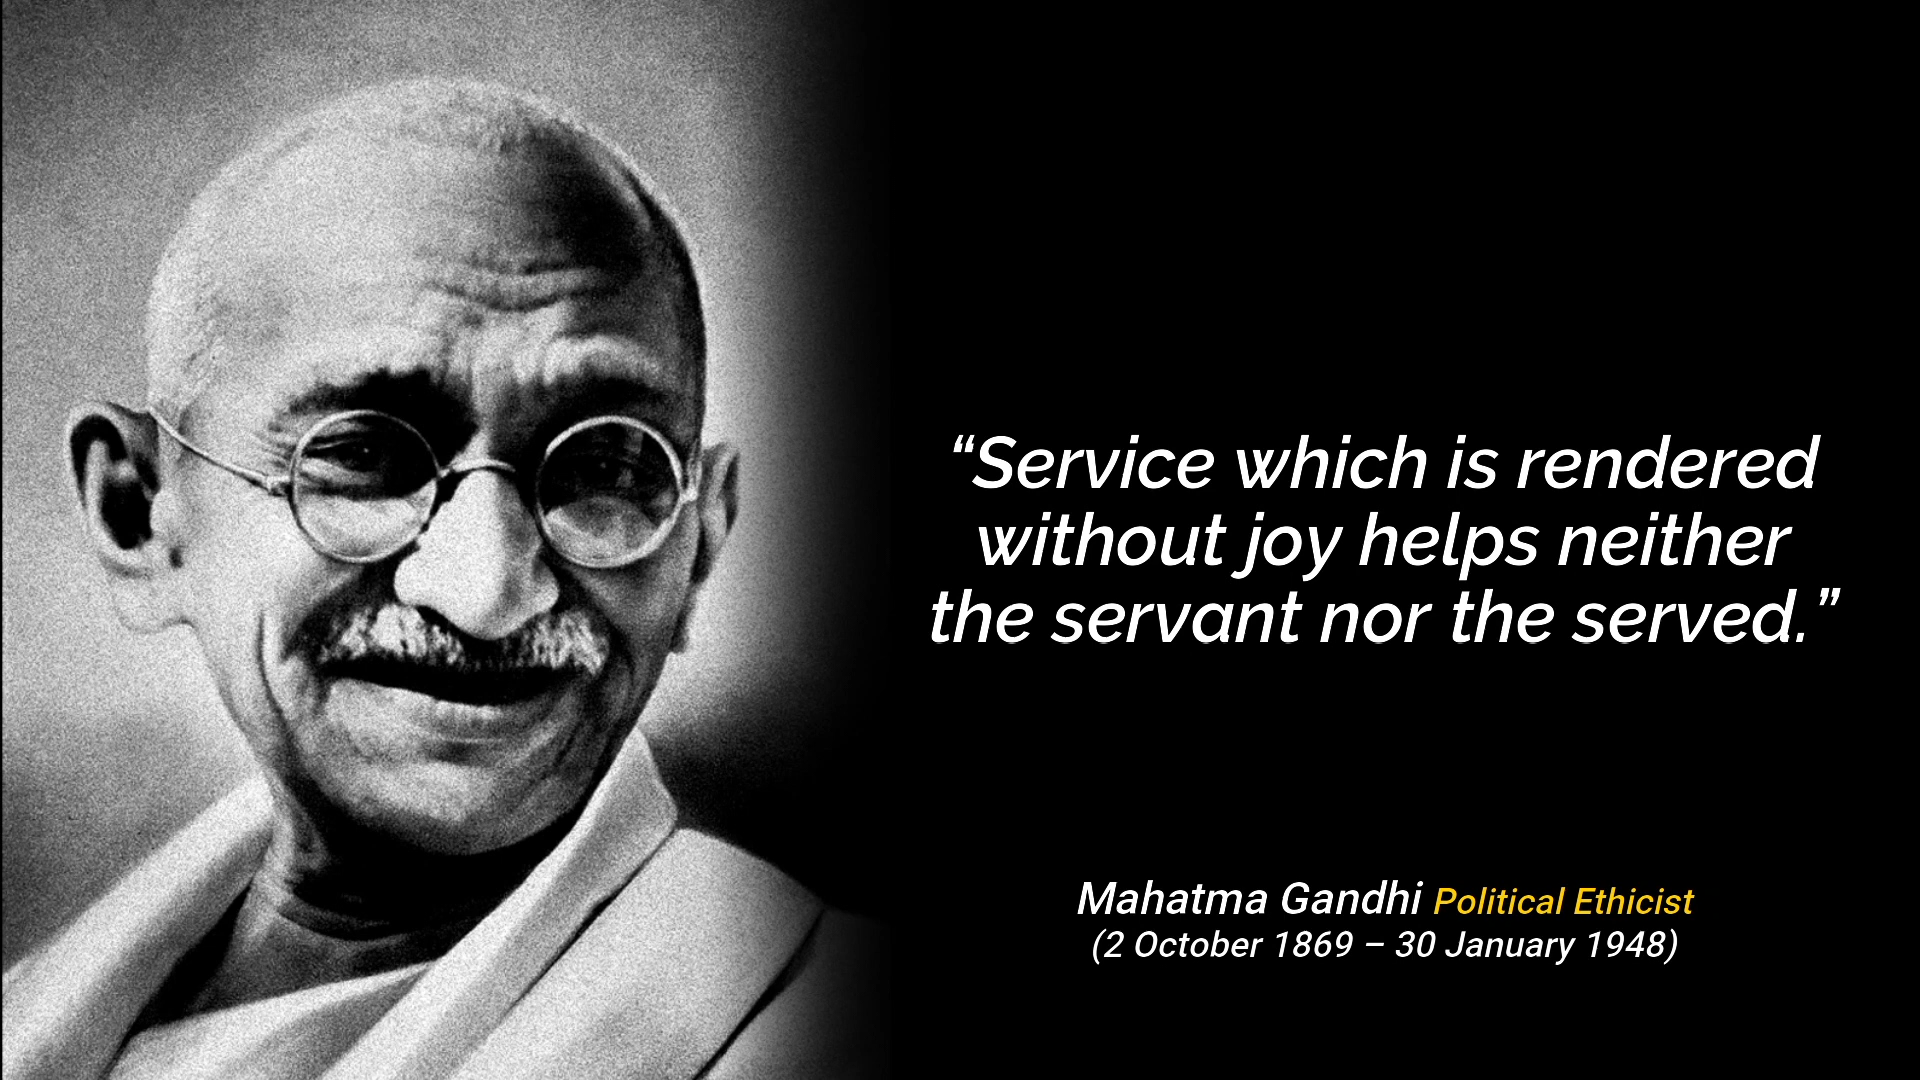 “Service which is rendered
without joy helps neither
the servant nor the served.”
Mahatma Gandhi Political Ethicist
(2 October 1869 – 30 January 1948)